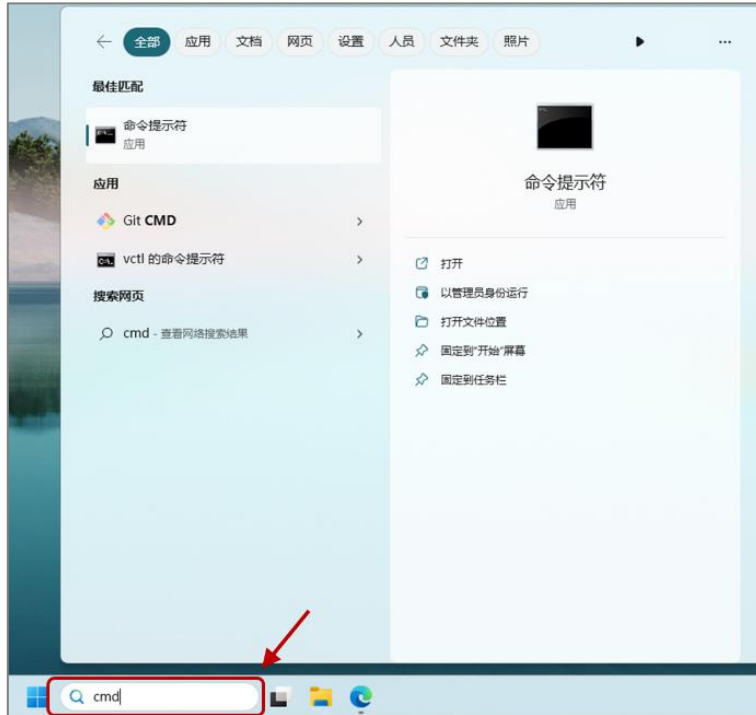 全部 应用 文档 网页 设置 人员 文件夹 照片 ...
最佳匹配
命令提示符
应用
应用
Git CMD
vctl 的命令提示符
搜索网页
cmd - 查看网络搜索结果
命令提示符
应用
打开
以管理员身份运行
打开文件位置
固定到"开始"屏幕
固定到任务栏
cmd